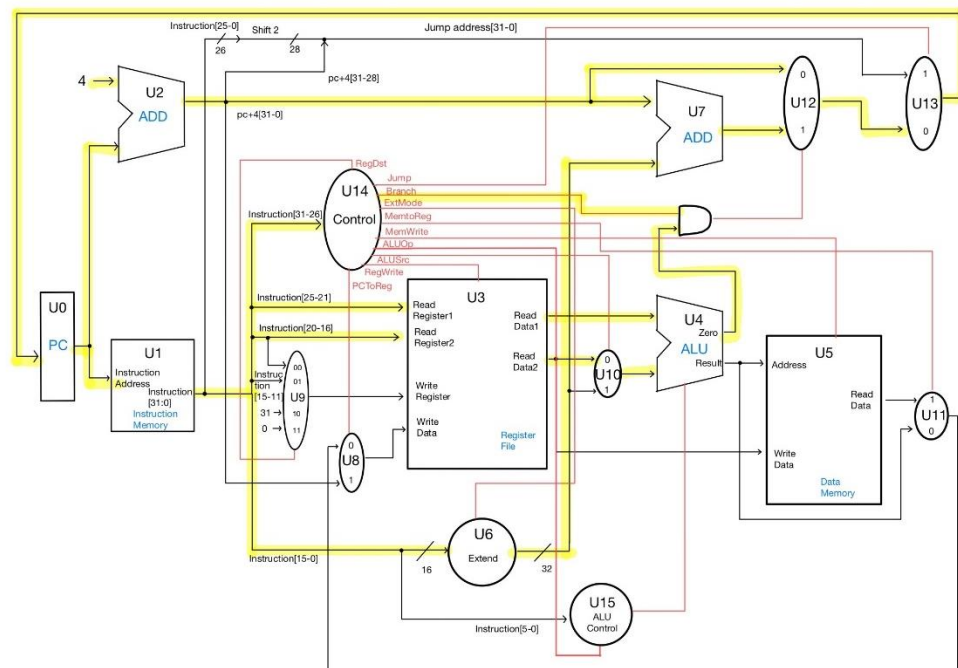 Instruction[25-0]
Shift 2
Jump address[31-0]
26
28
4
U2
ADD
pc+4[31-28]
pc+4[31-0]
U7
ADD
0
U12
1
1
U13
0
RegDst
Jump
Branch
ExtMode
MemtoReg
MemWrite
ALUOp
ALUSrc
RegWrite
PCToReg
U14
Control
Instruction[31-26]
Instruction[25-21]
Instruction[20-16]
U0
PC
U1
Instruction
Address
Instruction
[31:0]
Instruction
Memory
Instruc
tion
[15-11]
31
0
00
01
U9
10
11
0
U8
1
U3
Read
Register1
Read
Register2
Write
Register
Write
Data
Read
Data1
Read
Data2
Register
File
0
U10
1
U4
Zero
ALU
Result
U5
Address
Read
Data
Write
Data
Data
Memory
1
U11
0
Instruction[15-0]
16
U6
Extend
32
Instruction[5-0]
U15
ALU
Control